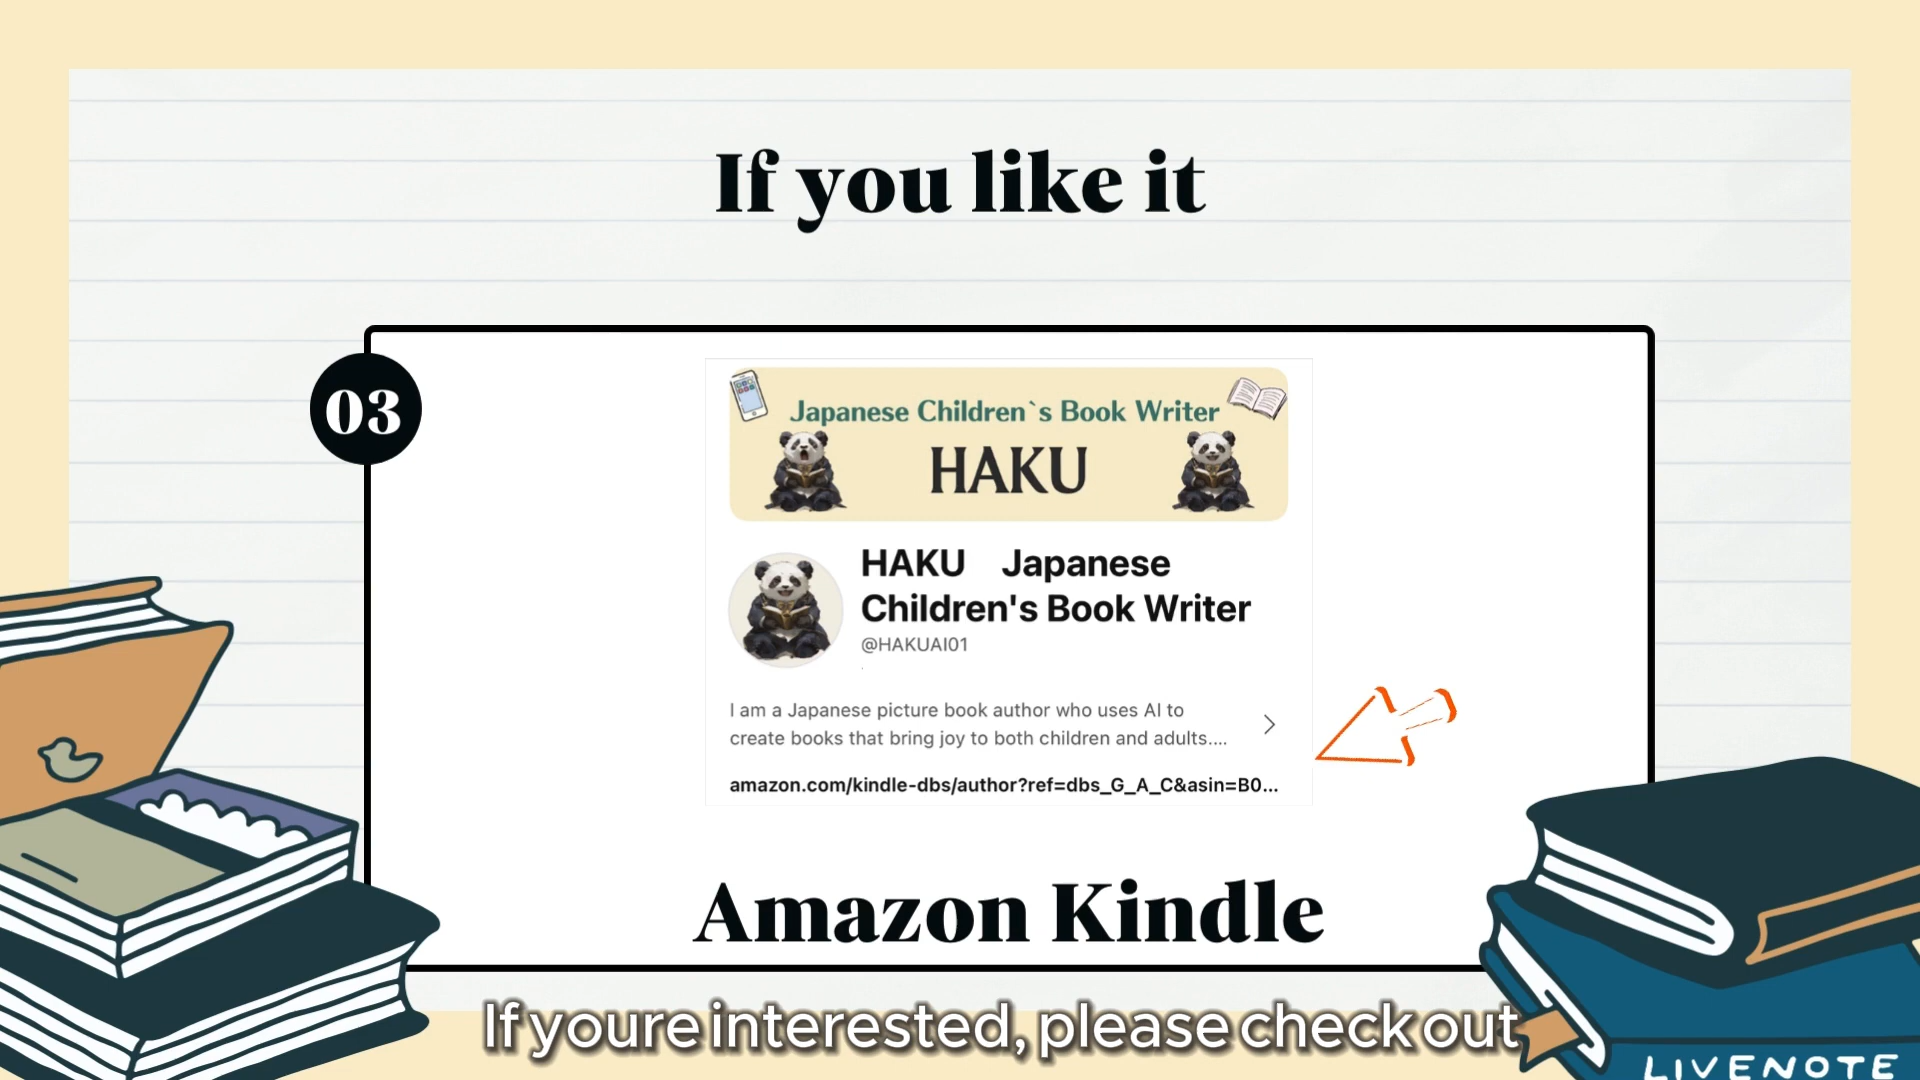 If you like it
03
Japanese Children`s Book Writer
HAKU
HAKU Japanese
Children's Book Writer
@HAKUAI01
I am a Japanese picture book author who uses AI to
create books that bring joy to both children and adults....
amazon.com/kindle-dbs/author?ref=dbs_G_A_C&asin=B0...
Amazon Kindle
If youre interested, please check out
LIVENOTE